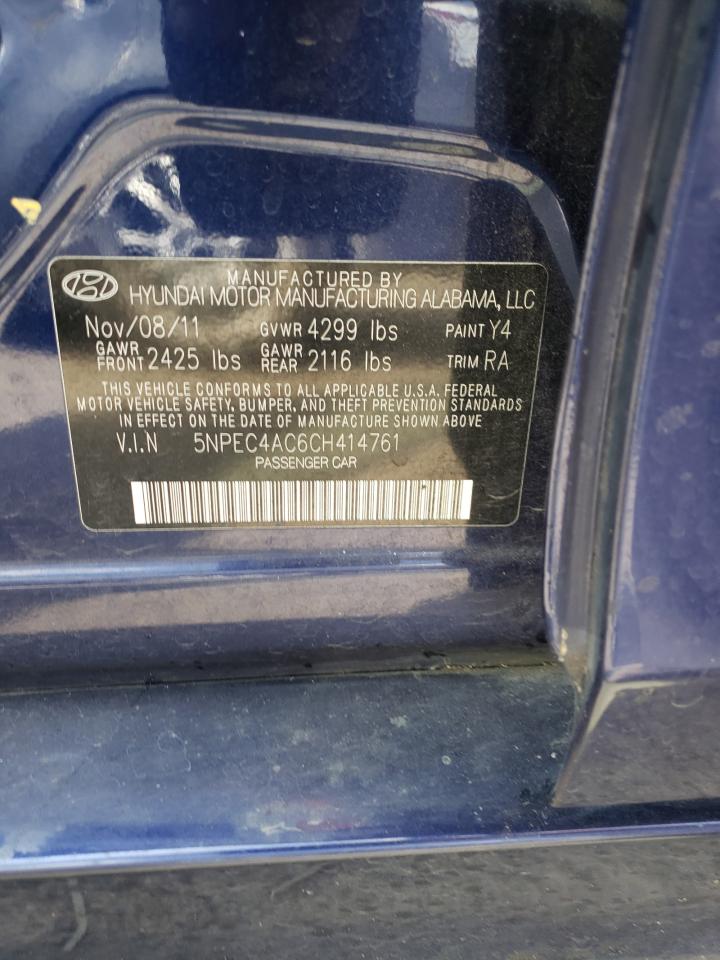 MANUFACTURED BY
HYUNDAI MOTOR MANUFACTURING ALABAMA, LLC
Nov/08/11 GVWR 4299 lbs PAINT Y4
GAWR FRONT 2425 lbs GAWR REAR 2116 lbs TRIM RA
THIS VEHICLE CONFORMS TO ALL APPLICABLE U.S.A. FEDERAL
MOTOR VEHICLE SAFETY, BUMPER, AND THEFT PREVENTION STANDARDS
IN EFFECT ON THE DATE OF MANUFACTURE SHOWN ABOVE
V.I.N 5NPEC4AC6CH414761
PASSENGER CAR